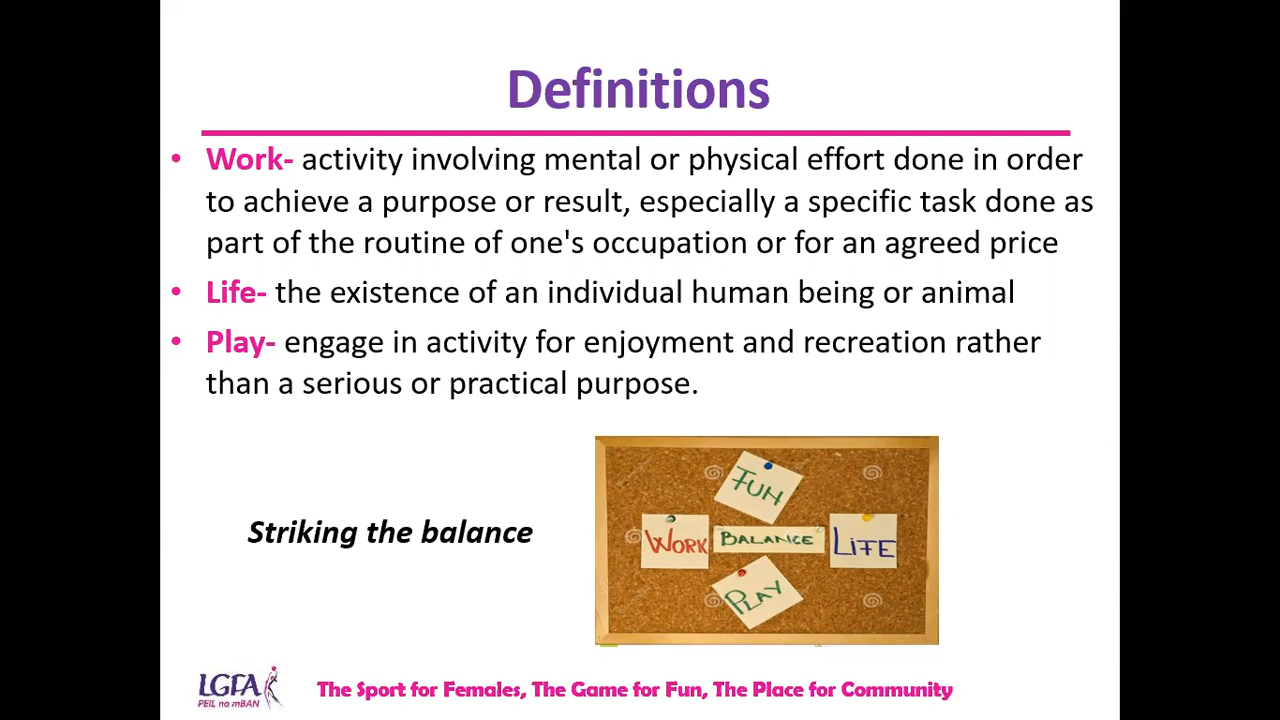 Definitions
• Work- activity involving mental or physical effort done in order
to achieve a purpose or result, especially a specific task done as
part of the routine of one's occupation or for an agreed price
• Life- the existence of an individual human being or animal
• Play- engage in activity for enjoyment and recreation rather
than a serious or practical purpose.
Striking the balance
FUN
WORK BALANCE LiFE
PLAY
LGFA
PEIL na mBAN
The Sport for Females, The Game for Fun, The Place for Community